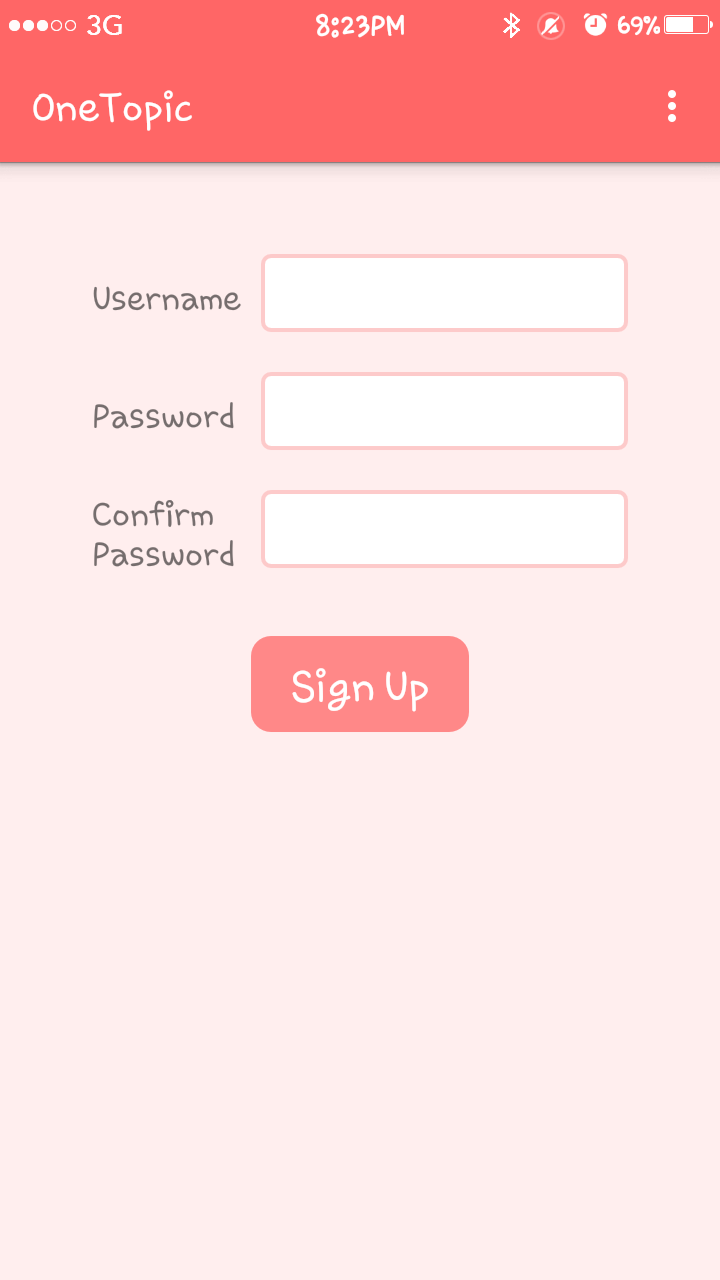 3G 8:23PM 69%
OneTopic
Username
Password
Confirm
Password
Sign Up